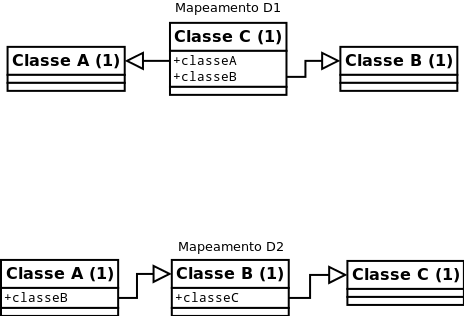 Mapeamento D1
Classe A (1)
Classe C (1)
+classeA
+classeB
Classe B (1)
Mapeamento D2
Classe A (1)
+classeB
Classe B (1)
+classeC
Classe C (1)